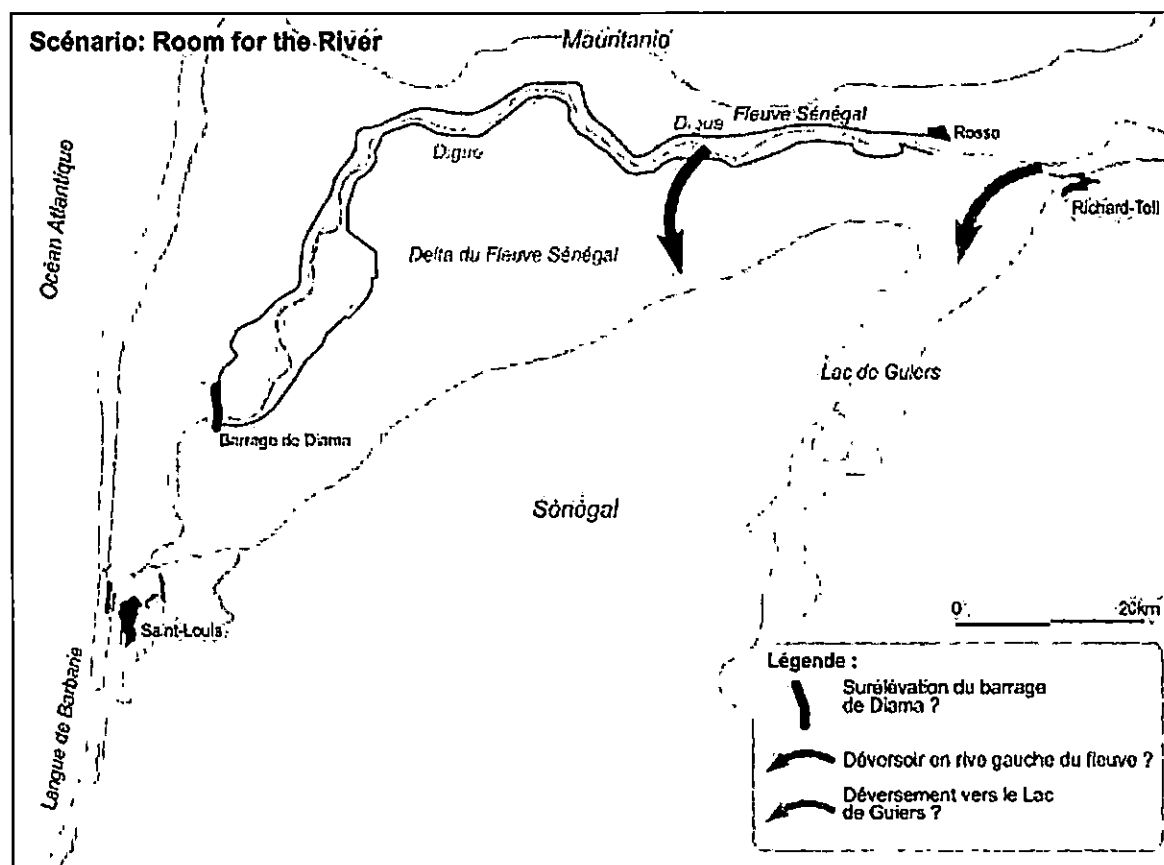 Scénario: Room for the River
Mauritanio
Océan Atlantique
Fleuve Sénégal
Digue
Rosso
Digue
Richard-Toll
Delta du Fleuve Sénégal
Lac de Guiers
Barrage de Diama
Sénégal
Saint-Louis
Langue de Barbarie
0 20km
Légende :
Surélévation du barrage
de Diama ?
Déversoir en rive gauche du fleuve ?
Déversement vers le Lac
de Guiers ?